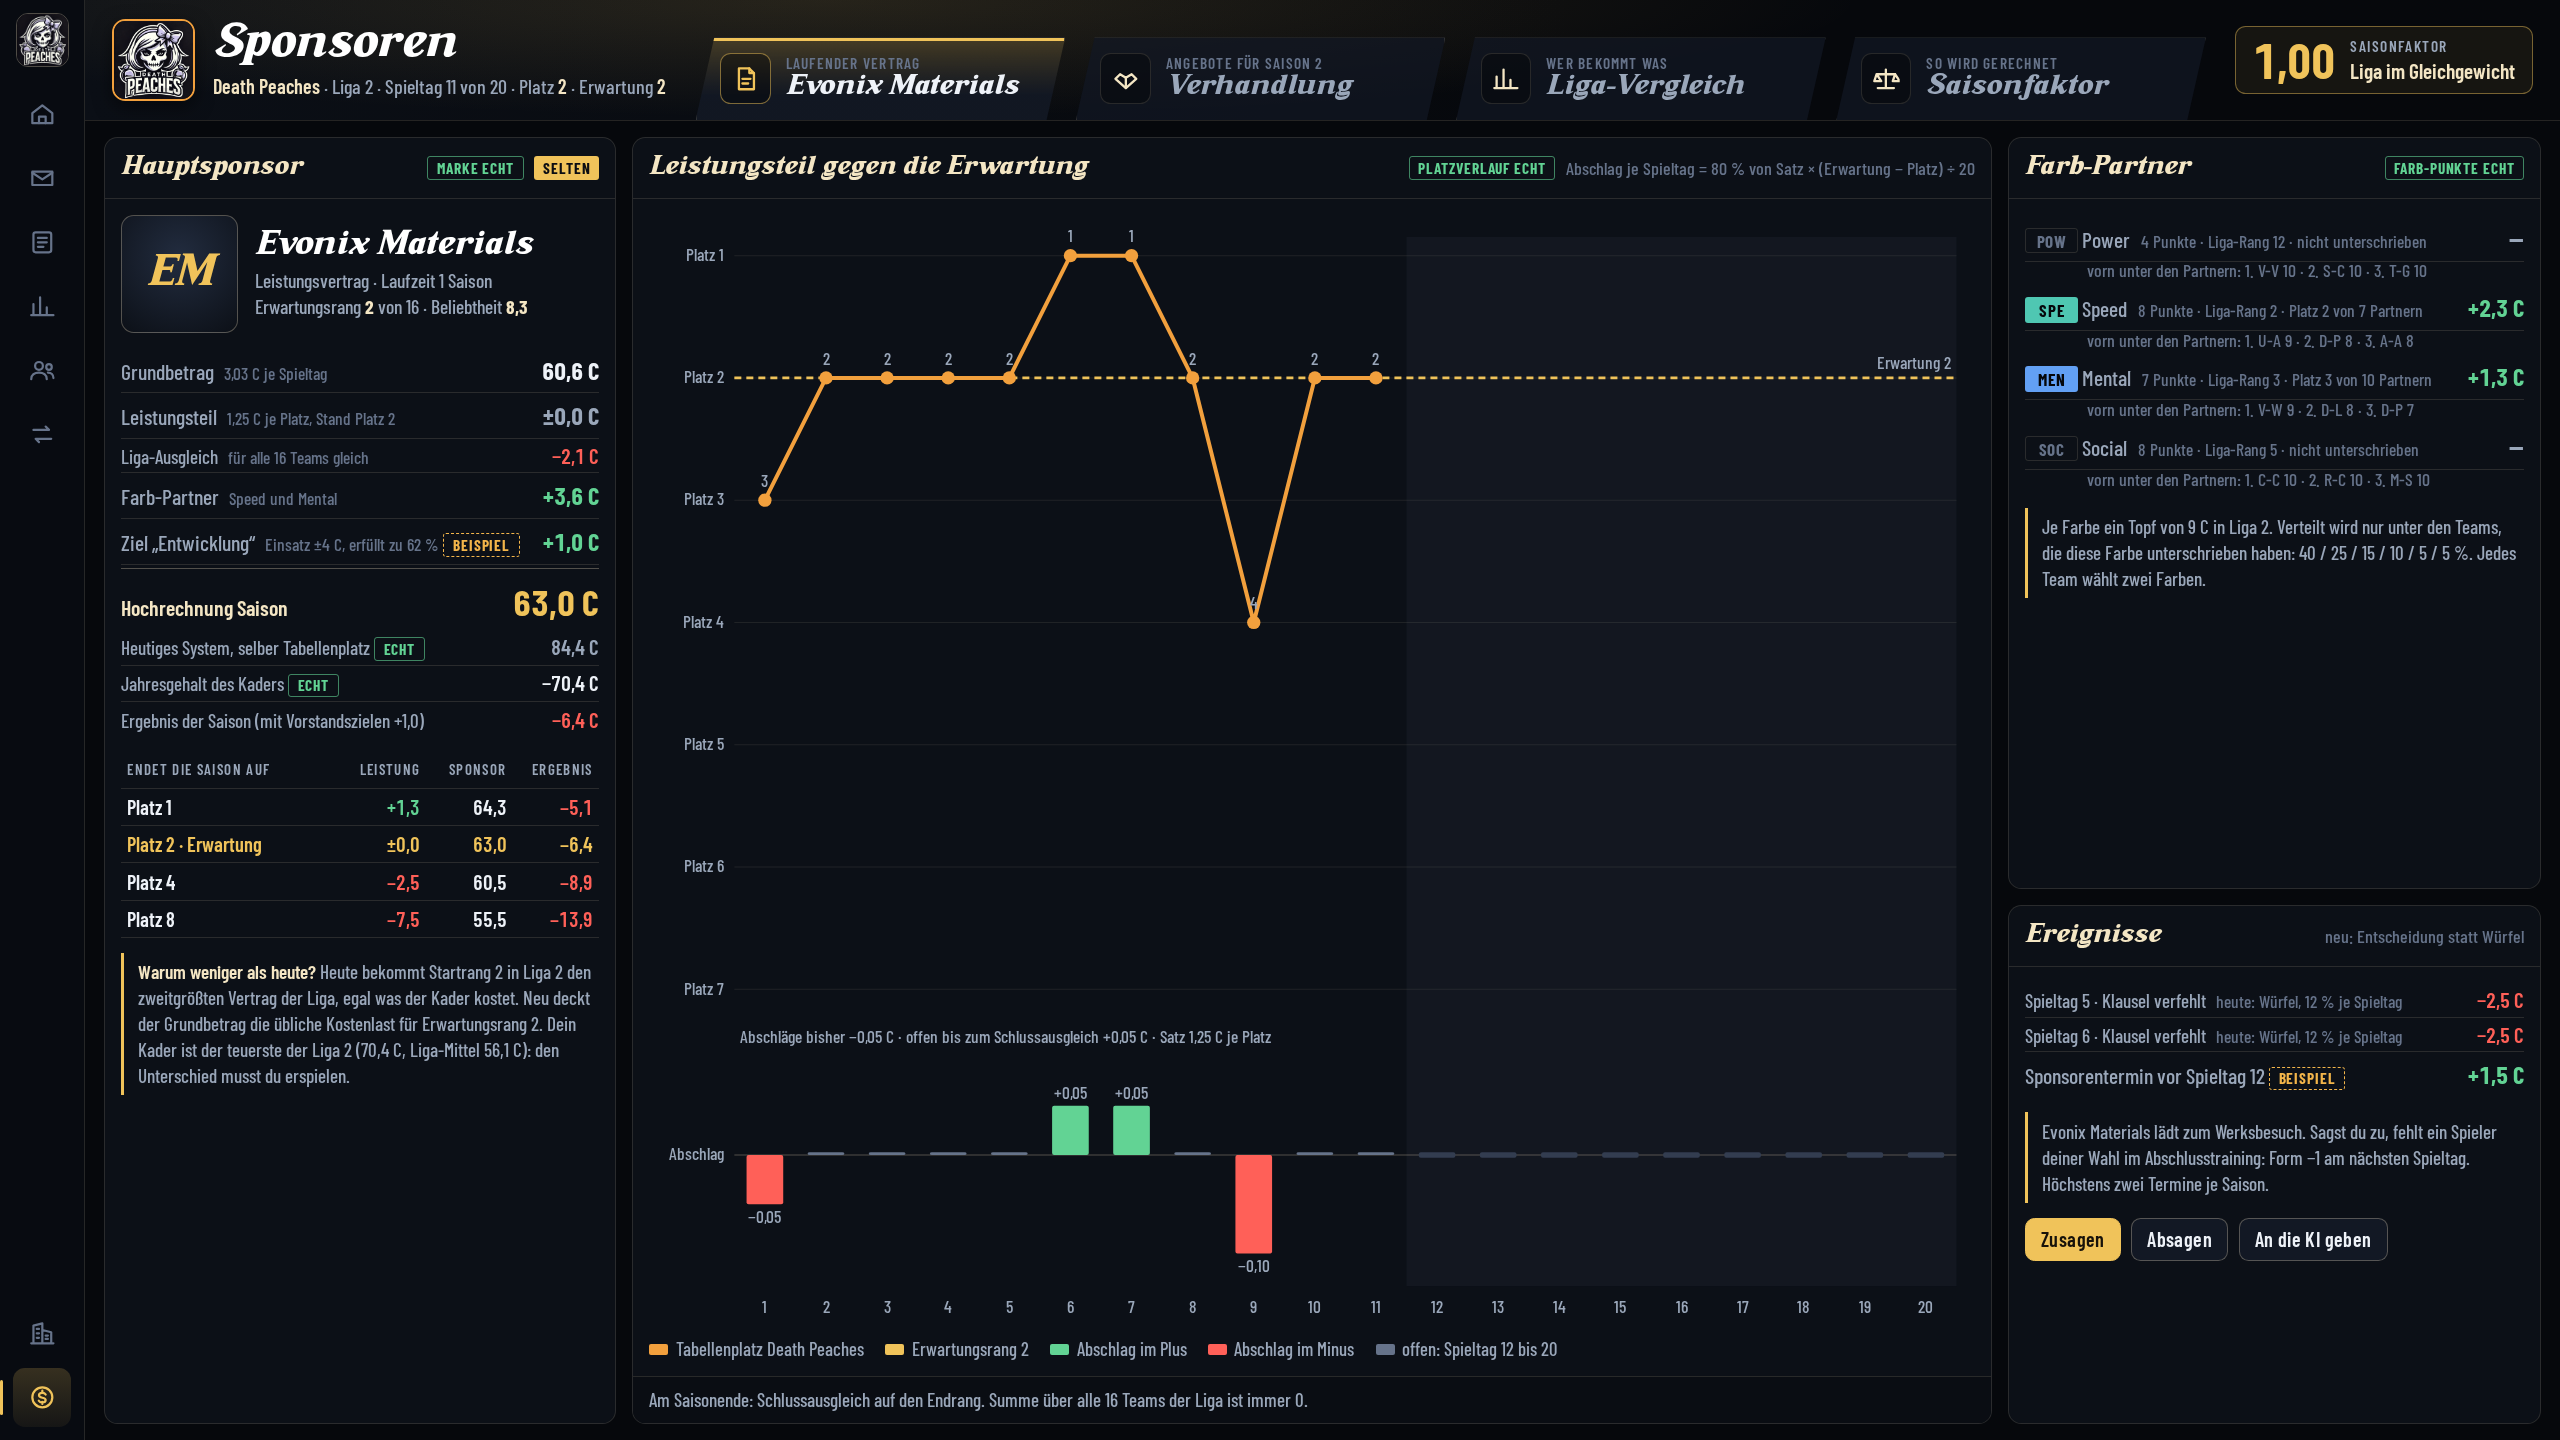 Sponsoren
Death Peaches · Liga 2 · Spieltag 11 von 20 · Platz 2 · Erwartung 2
LAUFENDER VERTRAG
Evonix Materials
ANGEBOTE FÜR SAISON 2
Verhandlung
WER BEKOMMT WAS
Liga-Vergleich
SO WIRD GERECHNET
Saisonfaktor
1,00
SAISONFAKTOR
Liga im Gleichgewicht
Hauptsponsor
MARKE ECHT
SELTEN
EM
Evonix Materials
Leistungsvertrag · Laufzeit 1 Saison
Erwartungsrang 2 von 16 · Beliebtheit 8,3
Grundbetrag 3,03 C je Spieltag 60,6 C
Leistungsteil 1,25 C je Platz, Stand Platz 2 ±0,0 C
Liga-Ausgleich für alle 16 Teams gleich −2,1 C
Farb-Partner Speed und Mental +3,6 C
Ziel „Entwicklung“ Einsatz ±4 C, erfüllt zu 62 % BEISPIEL +1,0 C
Hochrechnung Saison 63,0 C
Heutiges System, selber Tabellenplatz ECHT 84,4 C
Jahresgehalt des Kaders ECHT −70,4 C
Ergebnis der Saison (mit Vorstandszielen +1,0) −6,4 C
ENDET DIE SAISON AUF LEISTUNG SPONSOR ERGEBNIS
Platz 1 +1,3 64,3 −5,1
Platz 2 · Erwartung ±0,0 63,0 −6,4
Platz 4 −2,5 60,5 −8,9
Platz 8 −7,5 55,5 −13,9
Warum weniger als heute? Heute bekommt Startrang 2 in Liga 2 den
zweitgrößten Vertrag der Liga, egal was der Kader kostet. Neu deckt
der Grundbetrag die übliche Kostenlast für Erwartungsrang 2. Dein
Kader ist der teuerste der Liga 2 (70,4 C, Liga-Mittel 56,1 C): den
Unterschied musst du erspielen.
Leistungsteil gegen die Erwartung
PLATZVERLAUF ECHT
Abschlag je Spieltag = 80 % von Satz × (Erwartung − Platz) ÷ 20
Platz 1
Platz 2
Platz 3
Platz 4
Platz 5
Platz 6
Platz 7
3 2 2 2 2 1 1 2 4 2 2
Erwartung 2
Abschläge bisher −0,05 C · offen bis zum Schlussausgleich +0,05 C · Satz 1,25 C je Platz
Abschlag
−0,05 +0,05 +0,05 −0,10
1 2 3 4 5 6 7 8 9 10 11 12 13 14 15 16 17 18 19 20
Tabellenplatz Death Peaches Erwartungsrang 2 Abschlag im Plus Abschlag im Minus offen: Spieltag 12 bis 20
Am Saisonende: Schlussausgleich auf den Endrang. Summe über alle 16 Teams der Liga ist immer 0.
Farb-Partner
FARB-PUNKTE ECHT
POW Power 4 Punkte · Liga-Rang 12 · nicht unterschrieben –
vorn unter den Partnern: 1. V-V 10 · 2. S-C 10 · 3. T-G 10
SPE Speed 8 Punkte · Liga-Rang 2 · Platz 2 von 7 Partnern +2,3 C
vorn unter den Partnern: 1. U-A 9 · 2. D-P 8 · 3. A-A 8
MEN Mental 7 Punkte · Liga-Rang 3 · Platz 3 von 10 Partnern +1,3 C
vorn unter den Partnern: 1. V-W 9 · 2. D-L 8 · 3. D-P 7
SOC Social 8 Punkte · Liga-Rang 5 · nicht unterschrieben –
vorn unter den Partnern: 1. C-C 10 · 2. R-C 10 · 3. M-S 10
Je Farbe ein Topf von 9 C in Liga 2. Verteilt wird nur unter den Teams,
die diese Farbe unterschrieben haben: 40 / 25 / 15 / 10 / 5 / 5 %. Jedes
Team wählt zwei Farben.
Ereignisse
neu: Entscheidung statt Würfel
Spieltag 5 · Klausel verfehlt heute: Würfel, 12 % je Spieltag −2,5 C
Spieltag 6 · Klausel verfehlt heute: Würfel, 12 % je Spieltag −2,5 C
Sponsorentermin vor Spieltag 12 BEISPIEL +1,5 C
Evonix Materials lädt zum Werksbesuch. Sagst du zu, fehlt ein Spieler
deiner Wahl im Abschlusstraining: Form −1 am nächsten Spieltag.
Höchstens zwei Termine je Saison.
Zusagen
Absagen
An die KI geben
DEATH
PEACHES